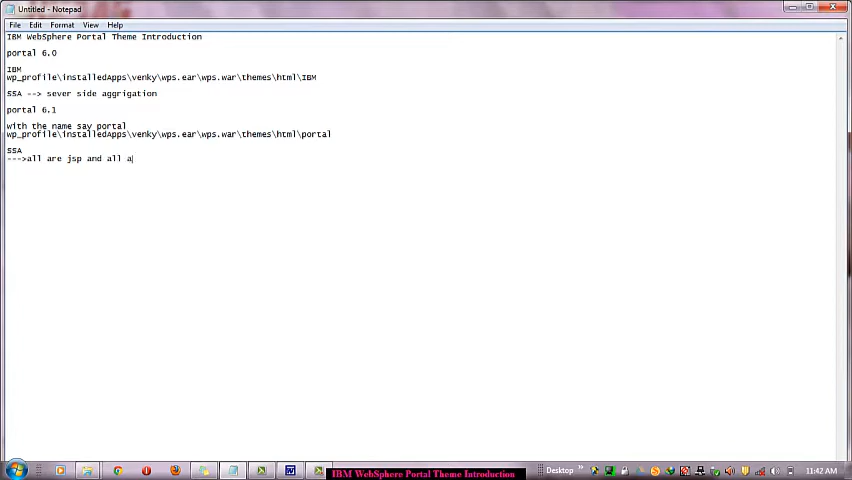 Untitled - Notepad
File Edit Format View Help
IBM WebSphere Portal Theme Introduction
portal 6.0
IBM
wp_profile\installedApps\venky\wps.ear\wps.war\themes\html\IBM
SSA --> sever side aggrigation
portal 6.1
with the name say portal
wp_profile\installedApps\venky\wps.ear\wps.war\themes\html\portal
SSA
--->all are jsp and all a
IBM WebSphere Portal Theme Introduction
Desktop
11:42 AM